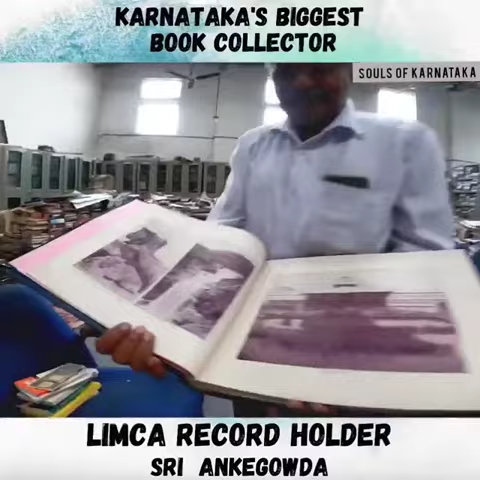 KARNATAKA'S BIGGEST
BOOK COLLECTOR
SOULS OF KARNATAKA
LIMCA RECORD HOLDER
SRI ANKEGOWDA